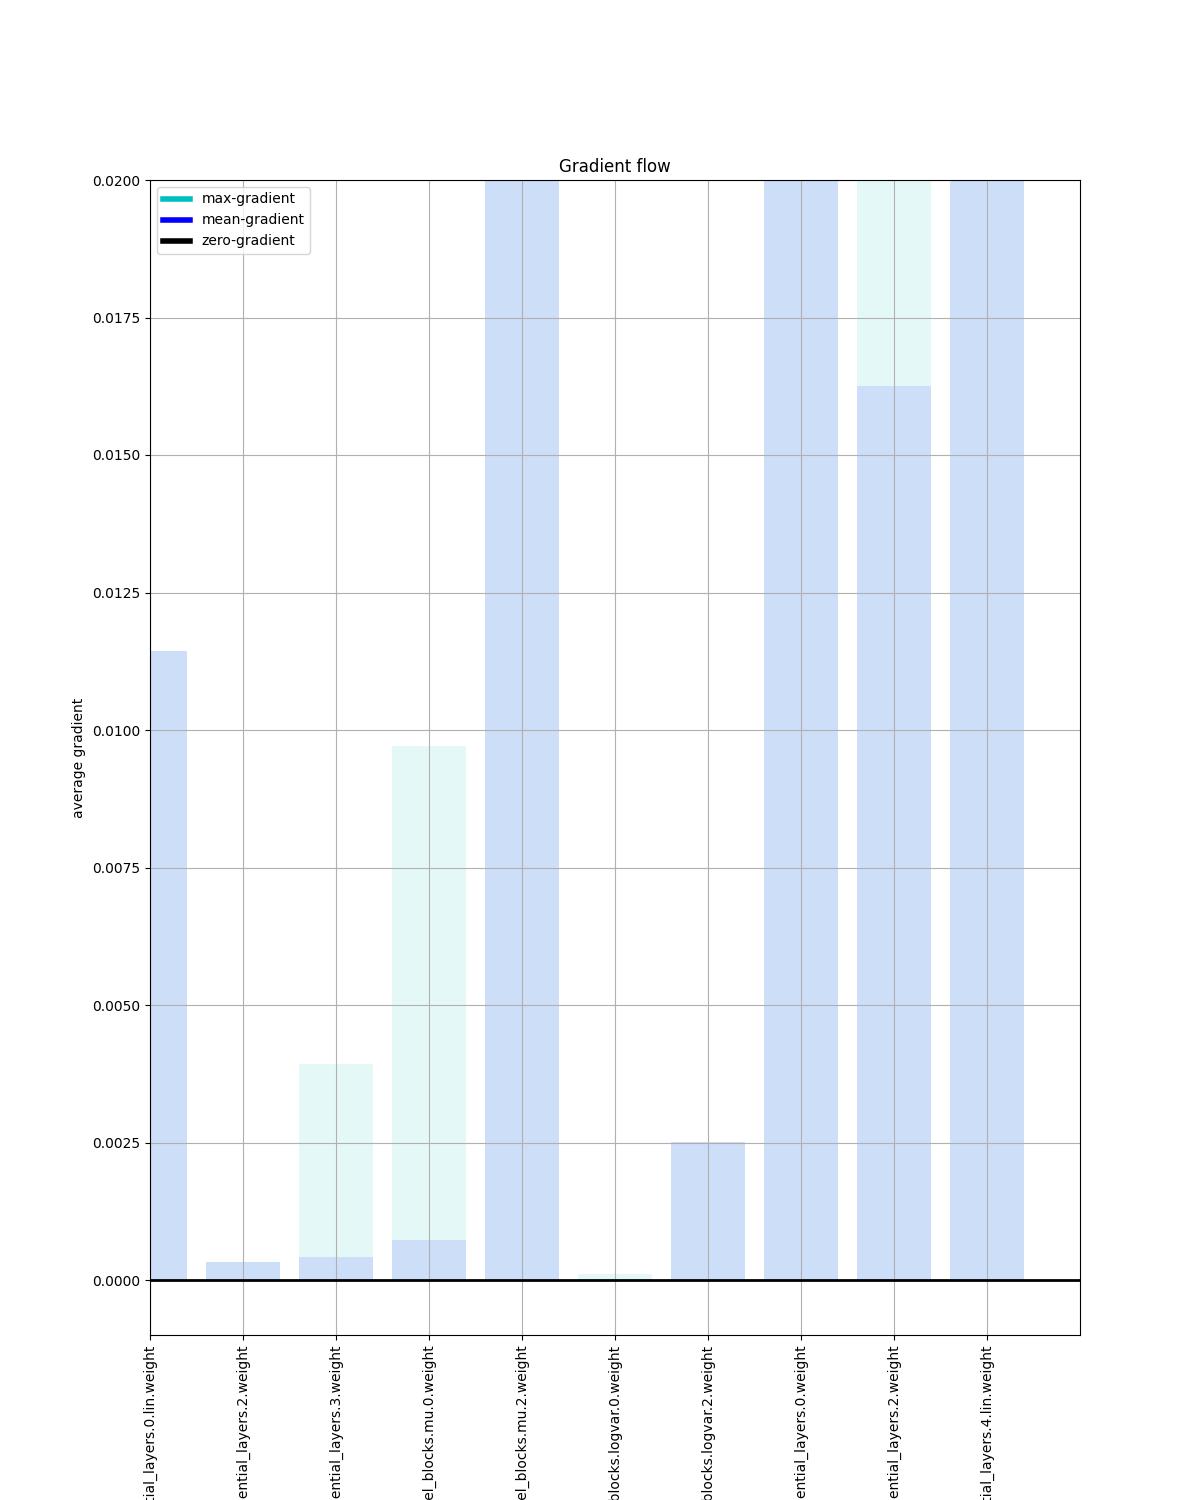 Gradient flow
max-gradient
mean-gradient
zero-gradient
0.0200
0.0175
0.0150
0.0125
0.0100
0.0075
0.0050
0.0025
0.0000
average gradient
tial_layers.0.lin.weight
ential_layers.2.weight
ential_layers.3.weight
el_blocks.mu.0.weight
el_blocks.mu.2.weight
blocks.logvar.0.weight
blocks.logvar.2.weight
ential_layers.0.weight
ential_layers.2.weight
tial_layers.4.lin.weight